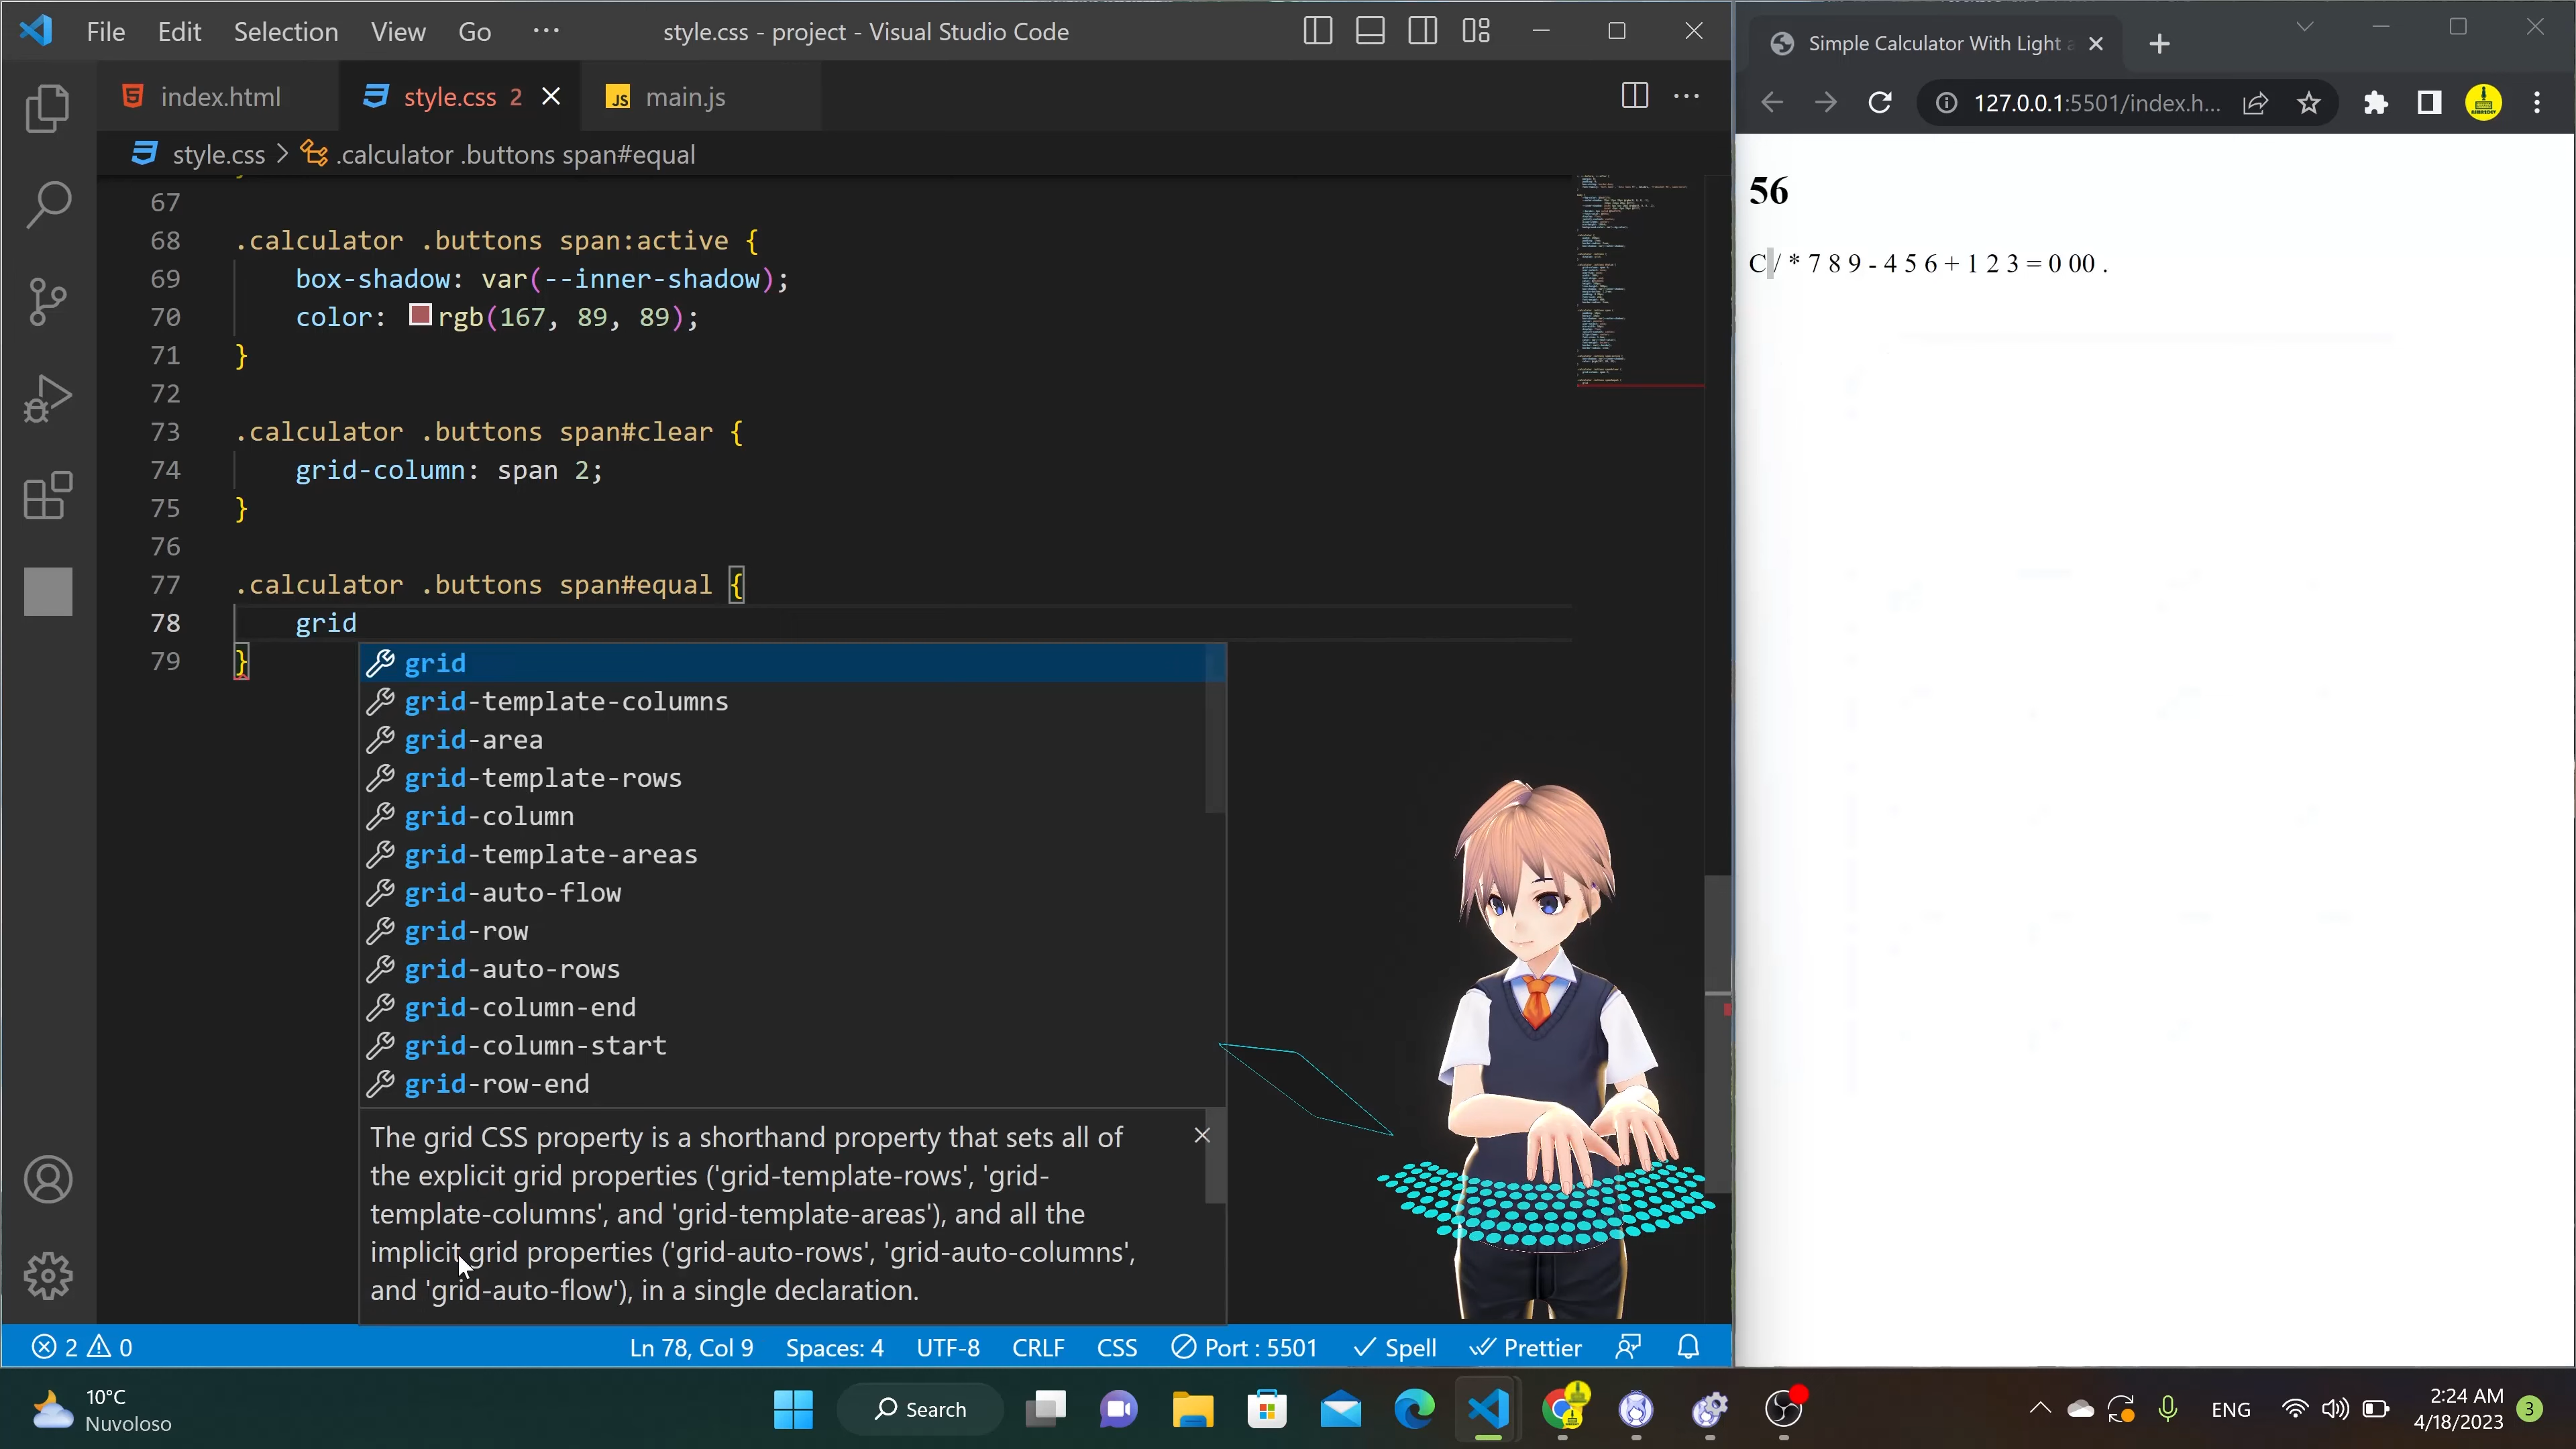 File Edit Selection View Go ··· style.css - project - Visual Studio Code
index.html style.css 2 JS main.js
style.css > .calculator .buttons span#equal
67
68 .calculator .buttons span:active {
69 box-shadow: var(--inner-shadow);
70 color: rgb(167, 89, 89);
71 }
72
73 .calculator .buttons span#clear {
74 grid-column: span 2;
75 }
76
77 .calculator .buttons span#equal {
78 grid
79 }
grid
grid-template-columns
grid-area
grid-template-rows
grid-column
grid-template-areas
grid-auto-flow
grid-row
grid-auto-rows
grid-column-end
grid-column-start
grid-row-end
The grid CSS property is a shorthand property that sets all of
the explicit grid properties ('grid-template-rows', 'grid-
template-columns', and 'grid-template-areas'), and all the
implicit grid properties ('grid-auto-rows', 'grid-auto-columns',
and 'grid-auto-flow'), in a single declaration.
2 0 Ln 78, Col 9 Spaces: 4 UTF-8 CRLF CSS Port : 5501 Spell Prettier
Simple Calculator With Light
127.0.0.1:5501/index.h...
56
C / * 7 8 9 - 4 5 6 + 1 2 3 = 0 00 .
10°C
Nuvoloso
Search
ENG
2:24 AM
4/18/2023
3